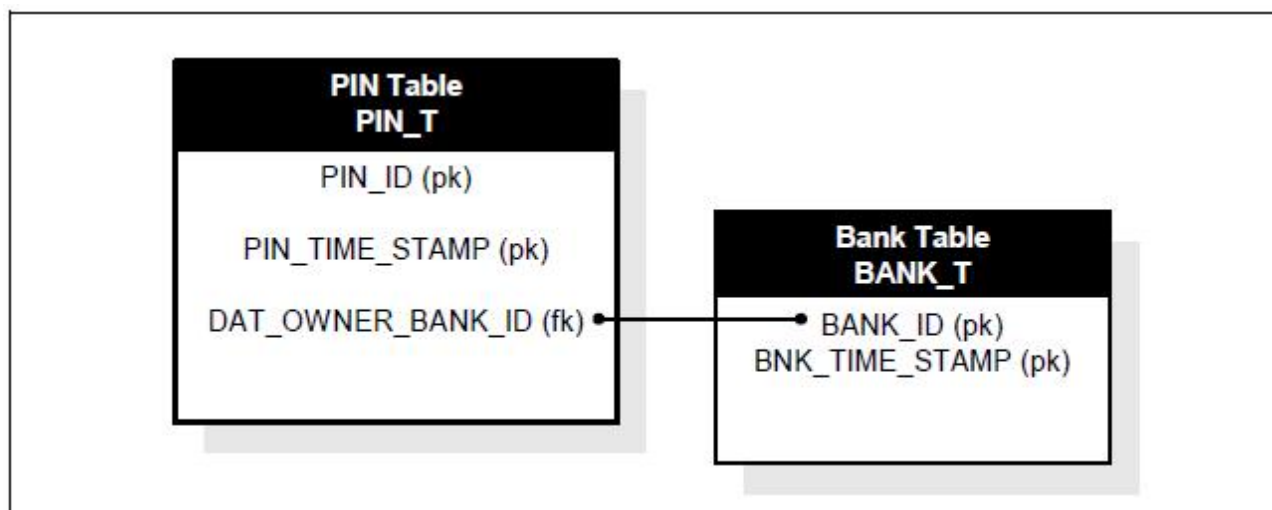 PIN Table
PIN_T
PIN_ID (pk)
PIN_TIME_STAMP (pk)
DAT_OWNER_BANK_ID (fk)
Bank Table
BANK_T
BANK_ID (pk)
BNK_TIME_STAMP (pk)